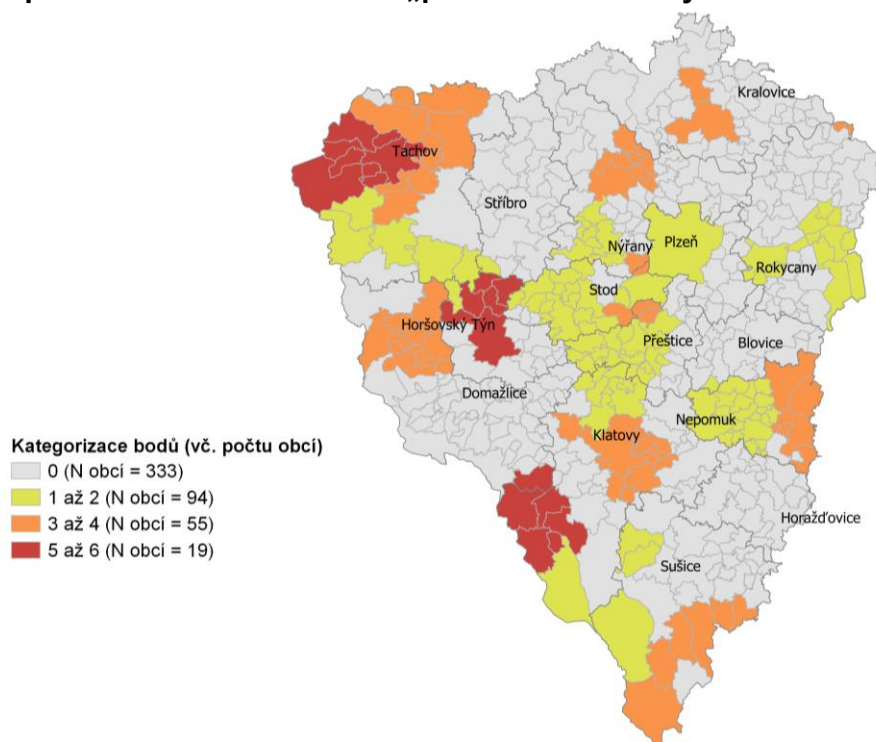 Kralovice
Tachov
Stříbro
Nýřany
Plzeň
Rokycany
Stod
Horšovský Týn
Přeštice
Blovice
Domažlice
Nepomuk
Klatovy
Kategorizace bodů (vč. počtu obcí)
0 (N obcí = 333)
1 až 2 (N obcí = 94)
3 až 4 (N obcí = 55)
5 až 6 (N obcí = 19)
Horažďovice
Sušice